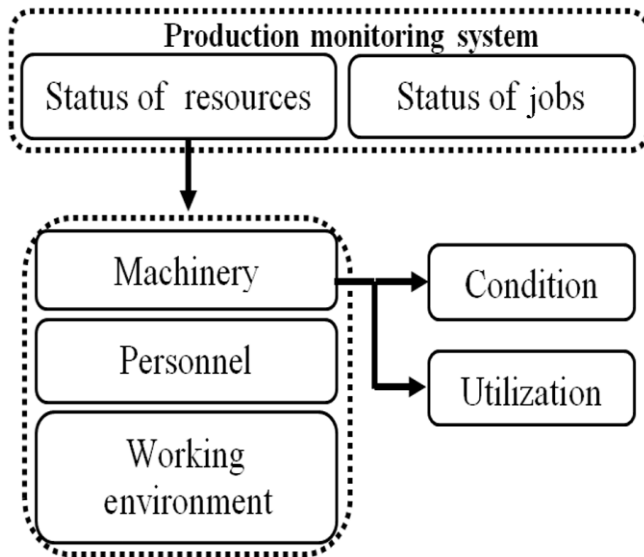 Production monitoring system
Status of resources
Status of jobs
Machinery
Condition
Personnel
Utilization
Working
environment